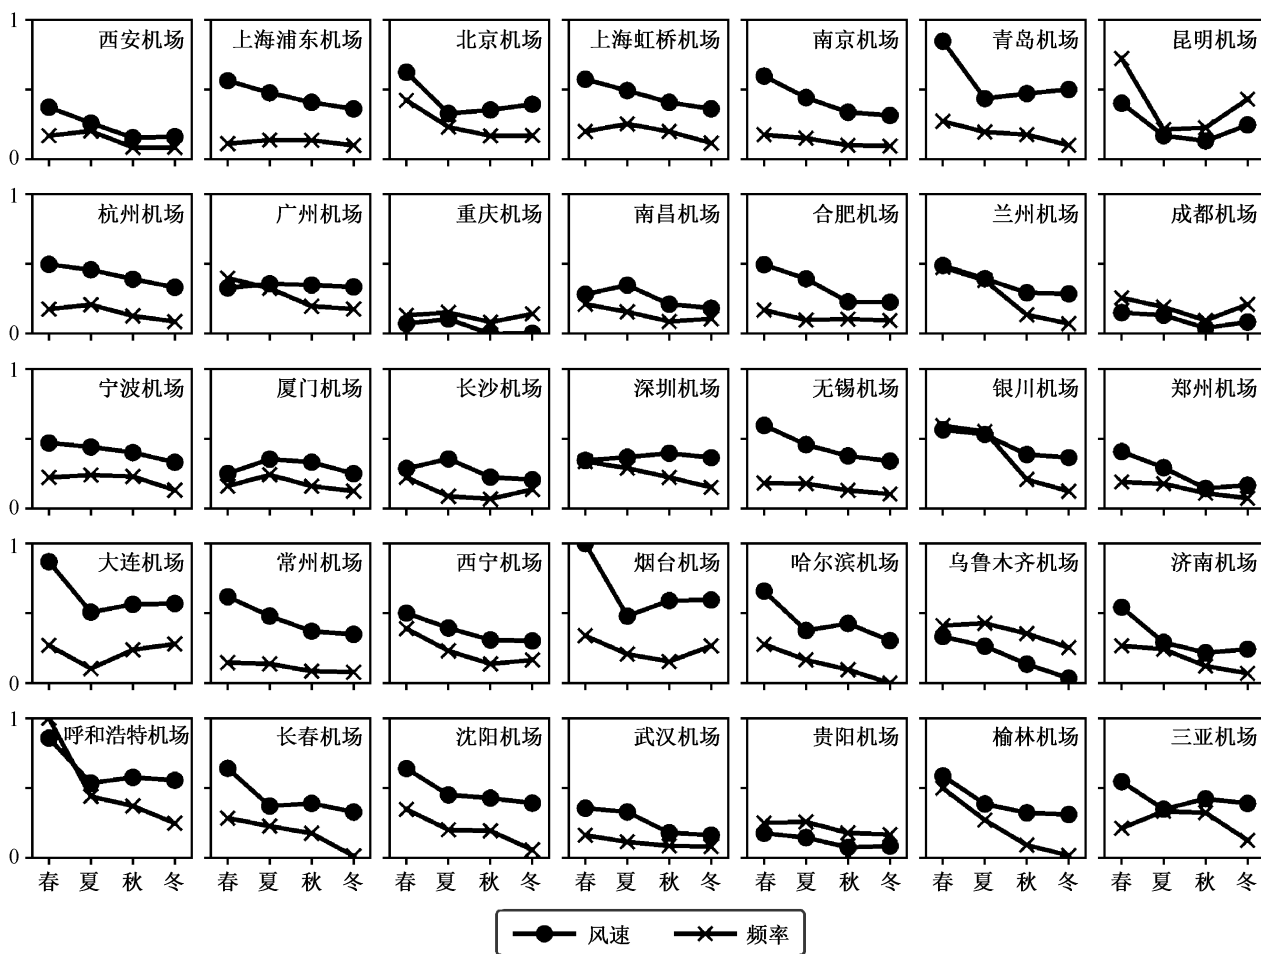 1
西安机场 上海浦东机场 北京机场 上海虹桥机场 南京机场 青岛机场 昆明机场
0
1
杭州机场 广州机场 重庆机场 南昌机场 合肥机场 兰州机场 成都机场
0
1
宁波机场 厦门机场 长沙机场 深圳机场 无锡机场 银川机场 郑州机场
0
1
大连机场 常州机场 西宁机场 烟台机场 哈尔滨机场 乌鲁木齐机场 济南机场
0
1
呼和浩特机场 长春机场 沈阳机场 武汉机场 贵阳机场 榆林机场 三亚机场
0
春 夏 秋 冬 春 夏 秋 冬 春 夏 秋 冬 春 夏 秋 冬 春 夏 秋 冬 春 夏 秋 冬 春 夏 秋 冬
风速 频率